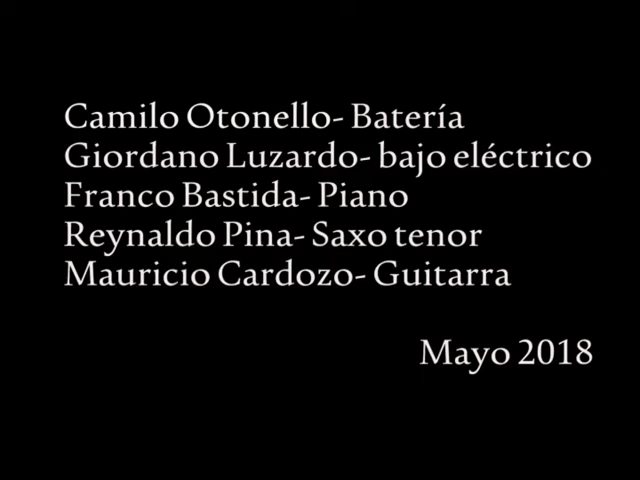 Camilo Otonello- Batería
Giordano Luzardo- bajo eléctrico
Franco Bastida- Piano
Reynaldo Pina- Saxo tenor
Mauricio Cardozo- Guitarra
Mayo 2018